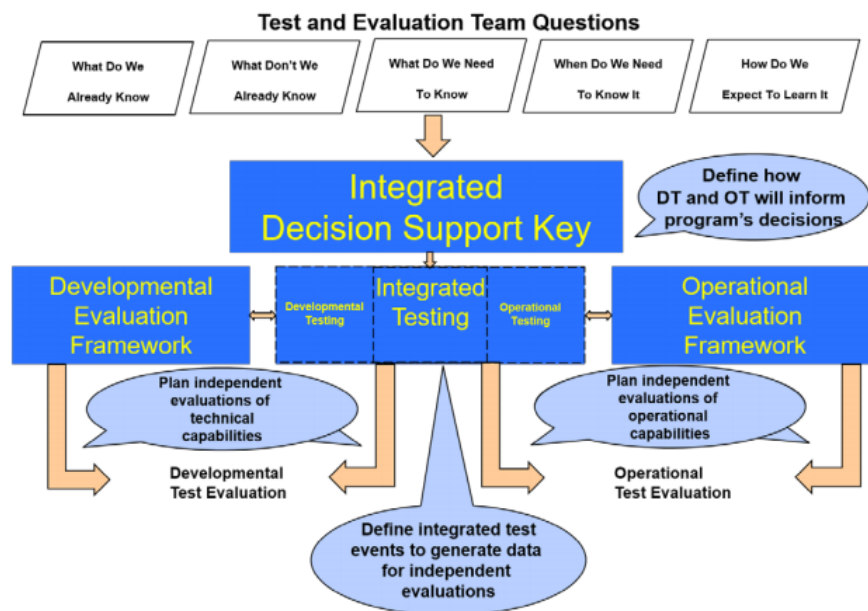 Test and Evaluation Team Questions
What Do We
Already Know
What Don't We
Already Know
What Do We Need
To Know
When Do We Need
To Know It
How Do We
Expect To Learn It
Integrated
Decision Support Key
Define how
DT and OT will inform
program's decisions
Developmental
Evaluation
Framework
Developmental
Testing
Integrated
Testing
Operational
Testing
Operational
Evaluation
Framework
Plan independent
evaluations of
technical
capabilities
Plan independent
evaluations of
operational
capabilities
Developmental
Test Evaluation
Operational
Test Evaluation
Define integrated test
events to generate data
for independent
evaluations